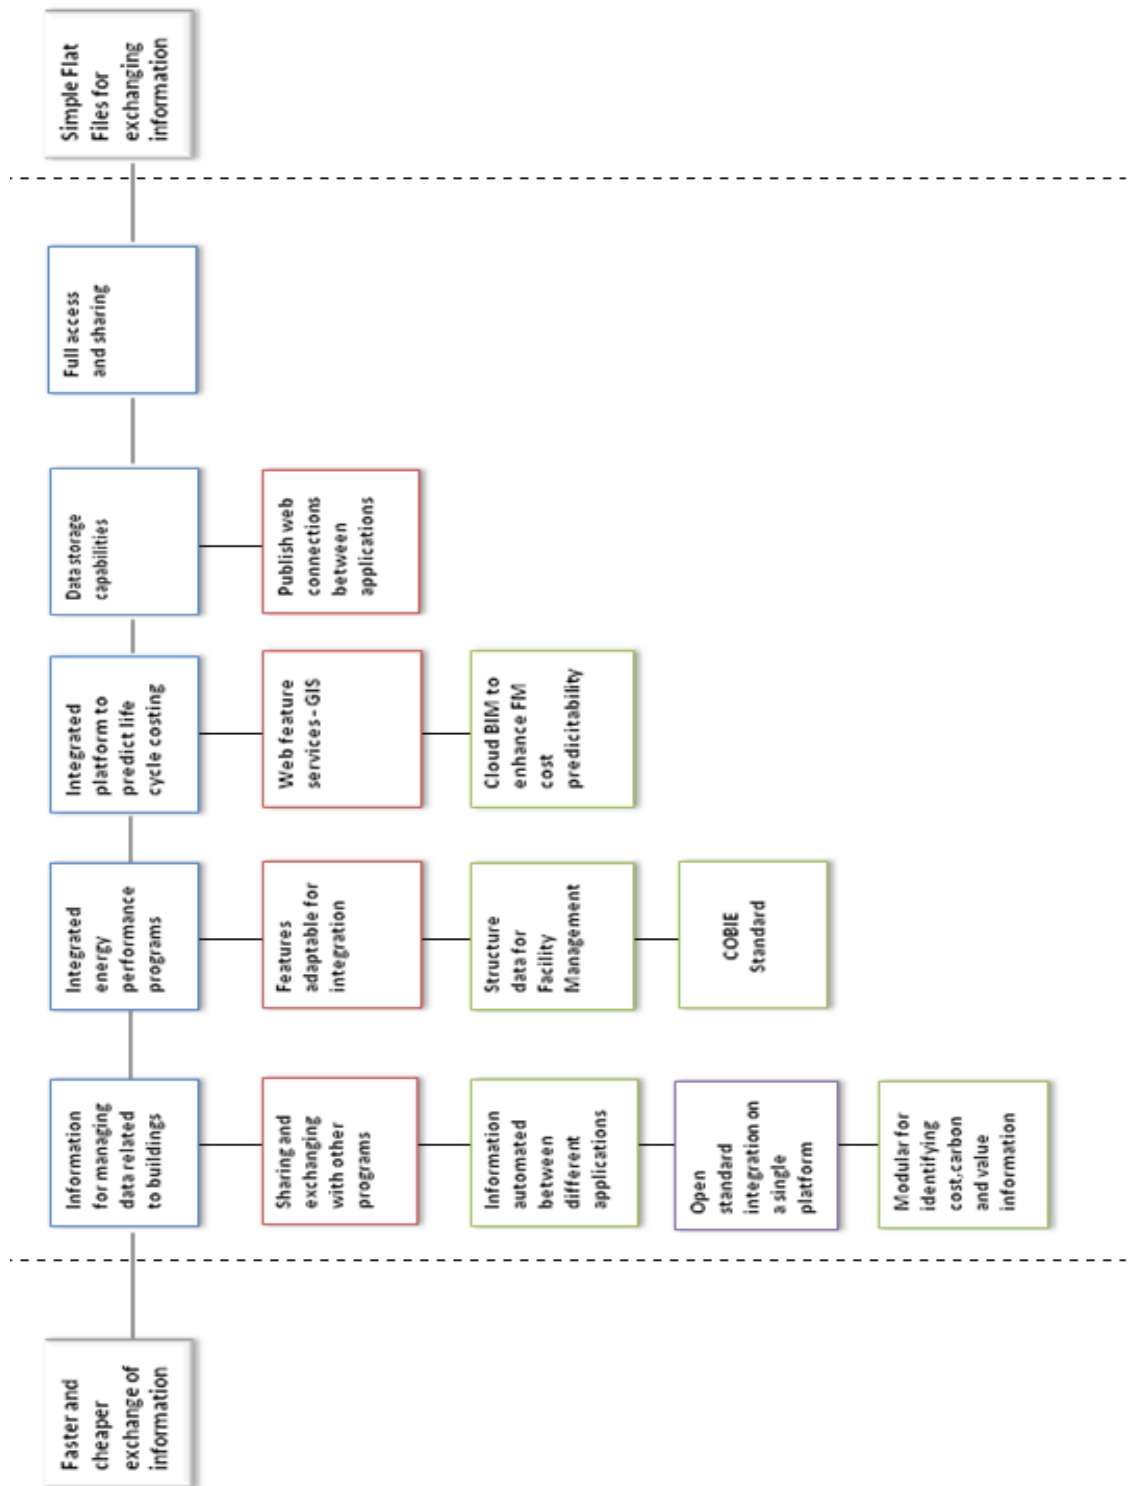 Faster and
cheaper
exchange of
information
Information
for managing
data related
to buildings
Integrated
energy
performance
programs
Integrated
platform to
predict life
cycle costing
Data storage
capabilities
Full access
and sharing
Simple Flat
Files for
exchanging
information
Sharing and
exchanging
with other
programs
Features
adaptable for
integration
Web feature
services - GIS
Publish web
connections
between
applications
Information
automated
between
different
applications
Structure
data for
Facility
Management
Cloud BIM to
enhance FM
cost
predicitability
Open
standard
integration on
a single
platform
COBIE
Standard
Modular for
identifying
cost,carbon
and value
information